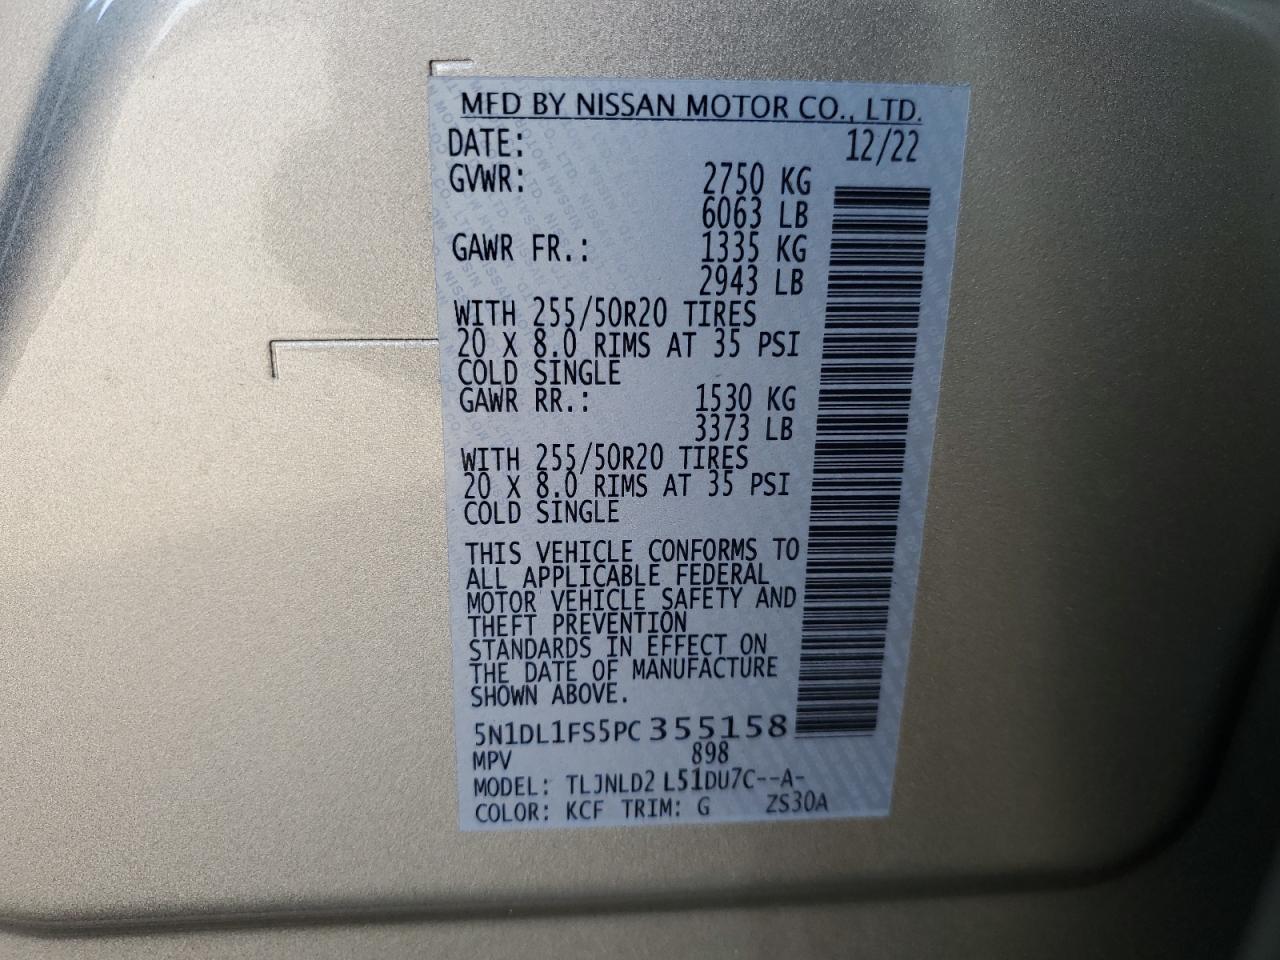 MFD BY NISSAN MOTOR CO., LTD.
DATE: 12/22
GVWR: 2750 KG
6063 LB
GAWR FR.: 1335 KG
2943 LB
WITH 255/50R20 TIRES
20 X 8.0 RIMS AT 35 PSI
COLD SINGLE
GAWR RR.: 1530 KG
3373 LB
WITH 255/50R20 TIRES
20 X 8.0 RIMS AT 35 PSI
COLD SINGLE
THIS VEHICLE CONFORMS TO
ALL APPLICABLE FEDERAL
MOTOR VEHICLE SAFETY AND
THEFT PREVENTION
STANDARDS IN EFFECT ON
THE DATE OF MANUFACTURE
SHOWN ABOVE.
5N1DL1FS5PC355158
MPV 898
MODEL: TLJNLD2 L51DU7C--A-
COLOR: KCF TRIM: G ZS30A